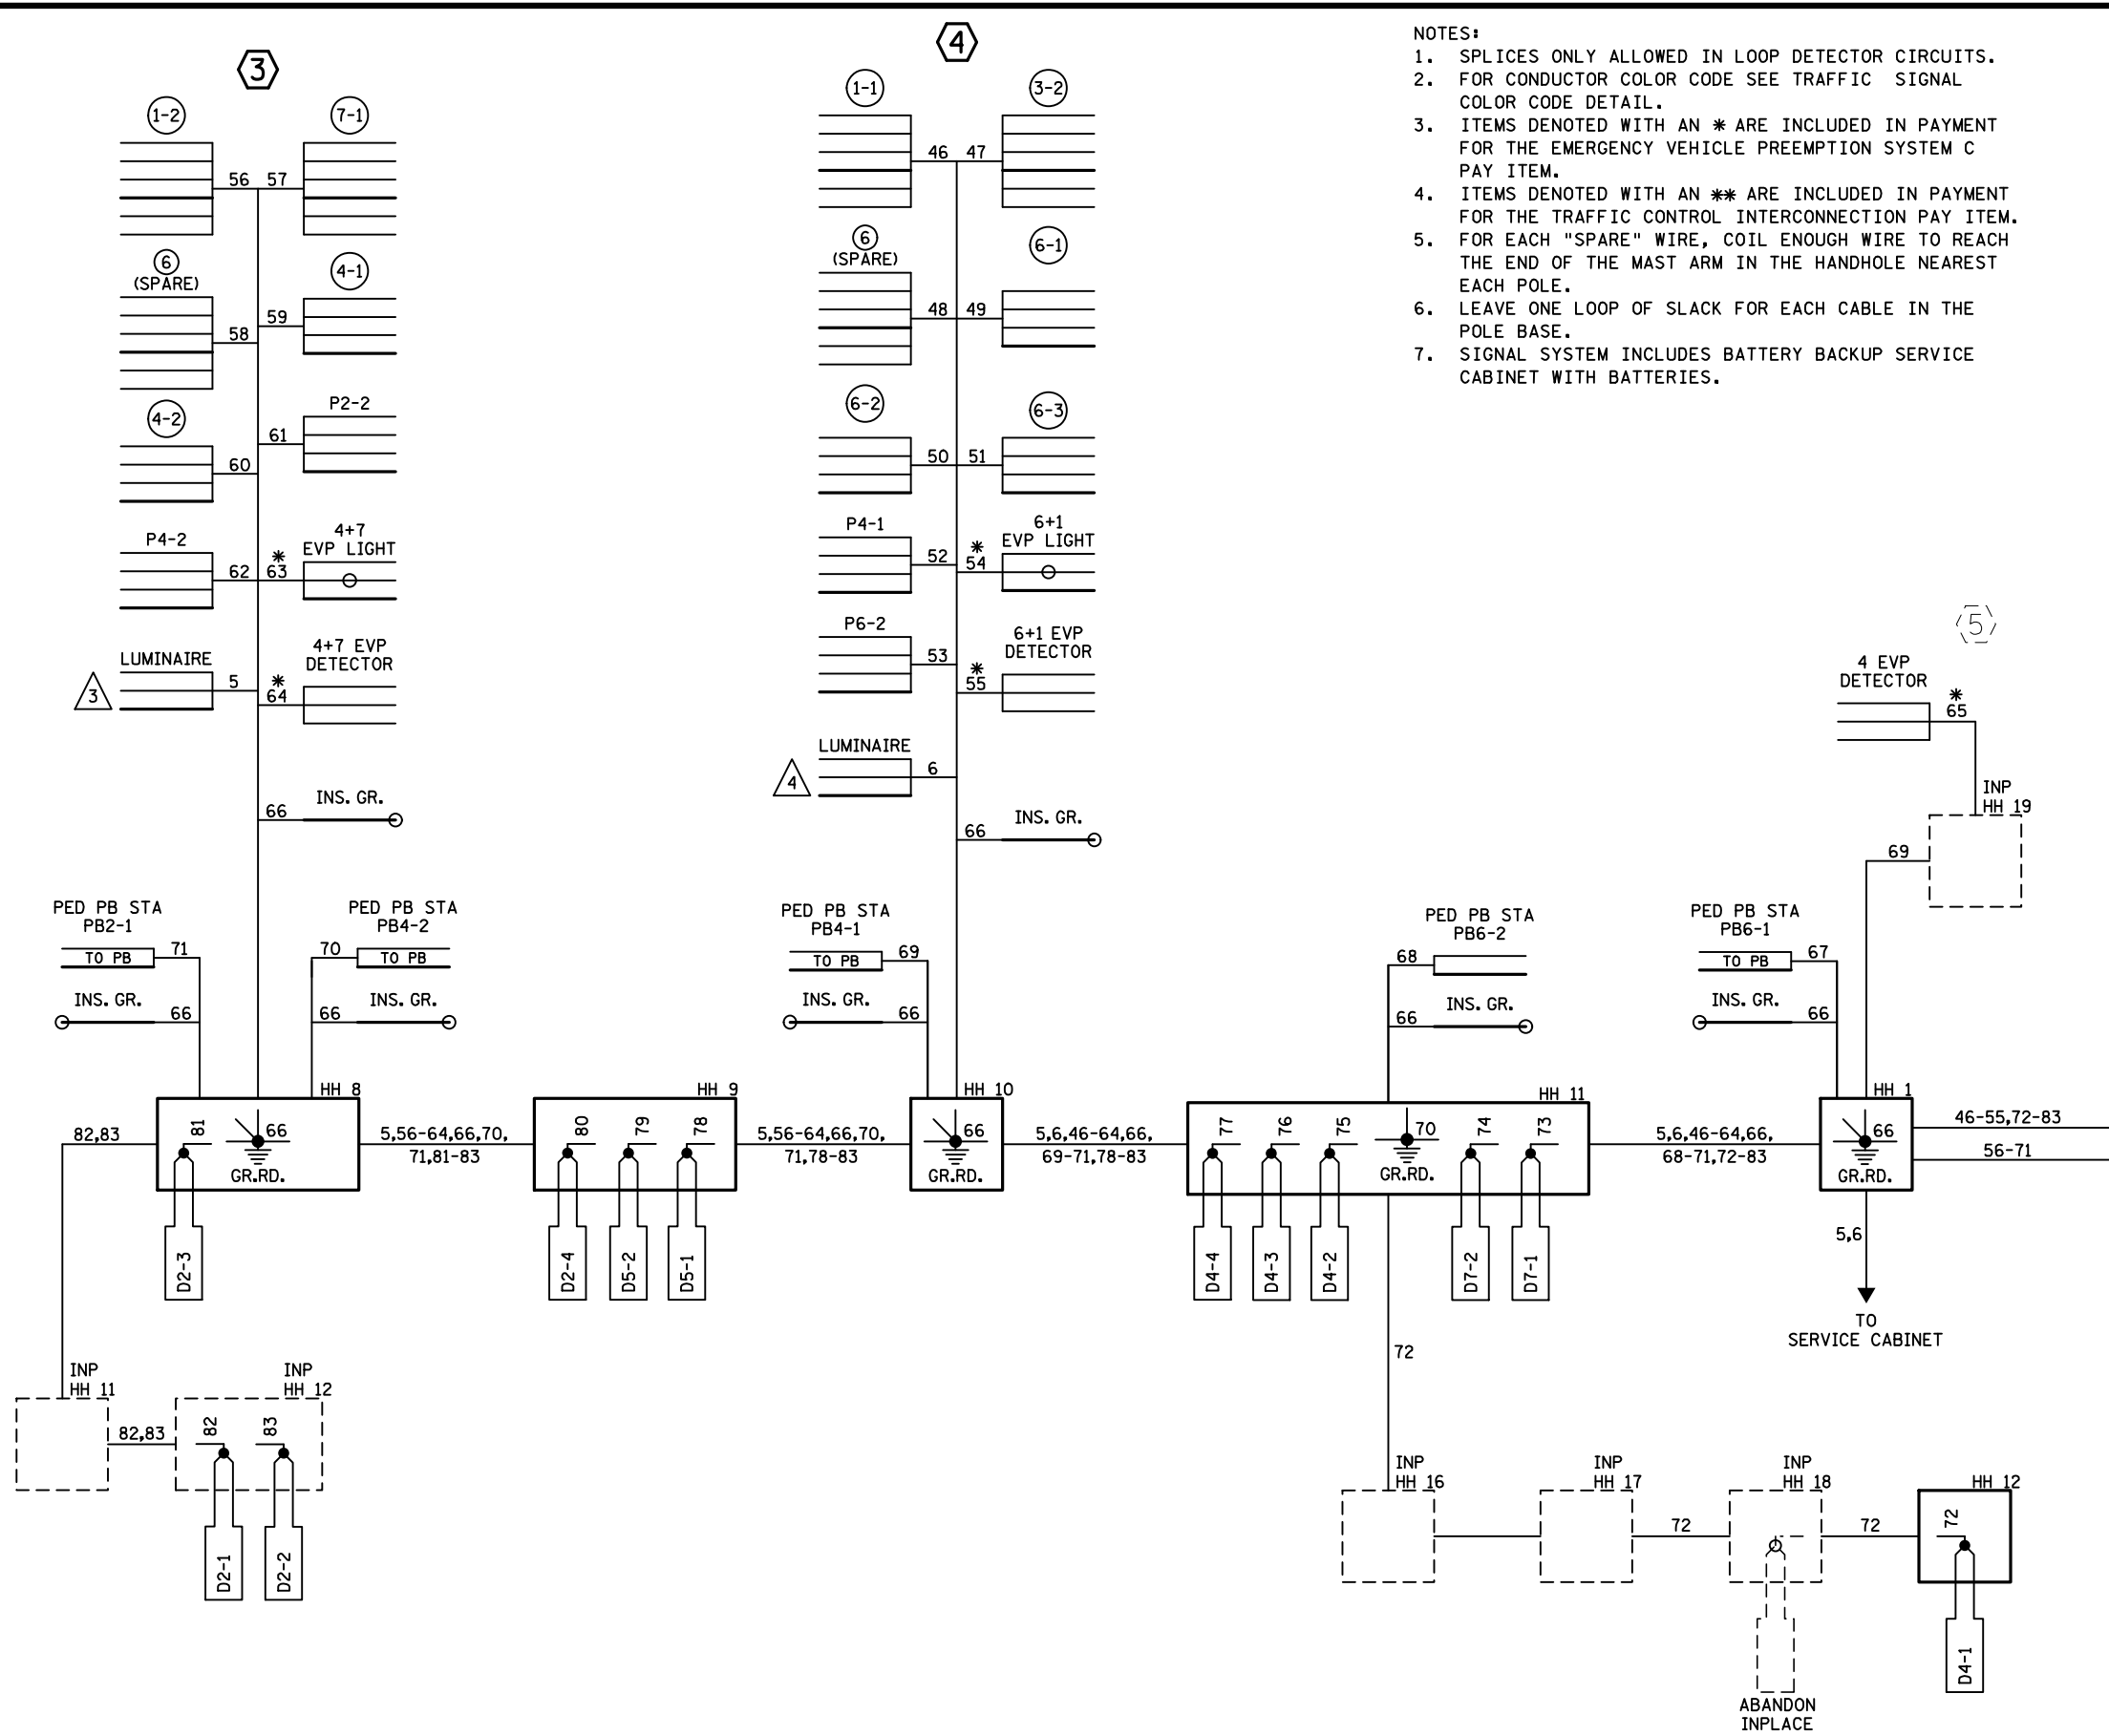 NOTES:
1. SPLICES ONLY ALLOWED IN LOOP DETECTOR CIRCUITS.
2. FOR CONDUCTOR COLOR CODE SEE TRAFFIC SIGNAL
COLOR CODE DETAIL.
3. ITEMS DENOTED WITH AN * ARE INCLUDED IN PAYMENT
FOR THE EMERGENCY VEHICLE PREEMPTION SYSTEM C
PAY ITEM.
4. ITEMS DENOTED WITH AN ** ARE INCLUDED IN PAYMENT
FOR THE TRAFFIC CONTROL INTERCONNECTION PAY ITEM.
5. FOR EACH "SPARE" WIRE, COIL ENOUGH WIRE TO REACH
THE END OF THE MAST ARM IN THE HANDHOLE NEAREST
EACH POLE.
6. LEAVE ONE LOOP OF SLACK FOR EACH CABLE IN THE
POLE BASE.
7. SIGNAL SYSTEM INCLUDES BATTERY BACKUP SERVICE
CABINET WITH BATTERIES.
3
1-2
7-1
56 57
6
(SPARE)
4-1
59
58
4-2
P2-2
61
60
P4-2
4+7
EVP LIGHT
*
62 63
LUMINAIRE
4+7 EVP
DETECTOR
3
5
*
64
INS. GR.
66
PED PB STA
PB2-1
71
TO PB
INS. GR.
66
PED PB STA
PB4-2
70
TO PB
INS. GR.
66
HH 8
81
66
GR.RD.
D2-3
82,83
INP
HH 11
82,83
INP
HH 12
82
83
D2-1
D2-2
5,56-64,66,70,
71,81-83
HH 9
80
79
78
D2-4
D5-2
D5-1
5,56-64,66,70,
71,78-83
4
1-1
3-2
46 47
6
(SPARE)
6-1
48 49
6-2
6-3
50 51
P4-1
6+1
EVP LIGHT
52
*
54
P6-2
6+1 EVP
DETECTOR
53
*
55
LUMINAIRE
4
6
INS. GR.
66
PED PB STA
PB4-1
69
TO PB
INS. GR.
66
HH 10
66
GR.RD.
5,6,46-64,66,
69-71,78-83
PED PB STA
PB6-2
68
INS. GR.
66
HH 11
77
76
75
70
GR.RD.
74
73
D4-4
D4-3
D4-2
D7-2
D7-1
72
5,6,46-64,66,
68-71,72-83
5
4 EVP
DETECTOR
*
65
INP
HH 19
69
PED PB STA
PB6-1
67
TO PB
INS. GR.
66
HH 1
66
GR.RD.
46-55,72-83
56-71
5,6
TO
SERVICE CABINET
INP
HH 16
INP
HH 17
72
INP
HH 18
72
HH 12
72
D4-1
ABANDON
INPLACE